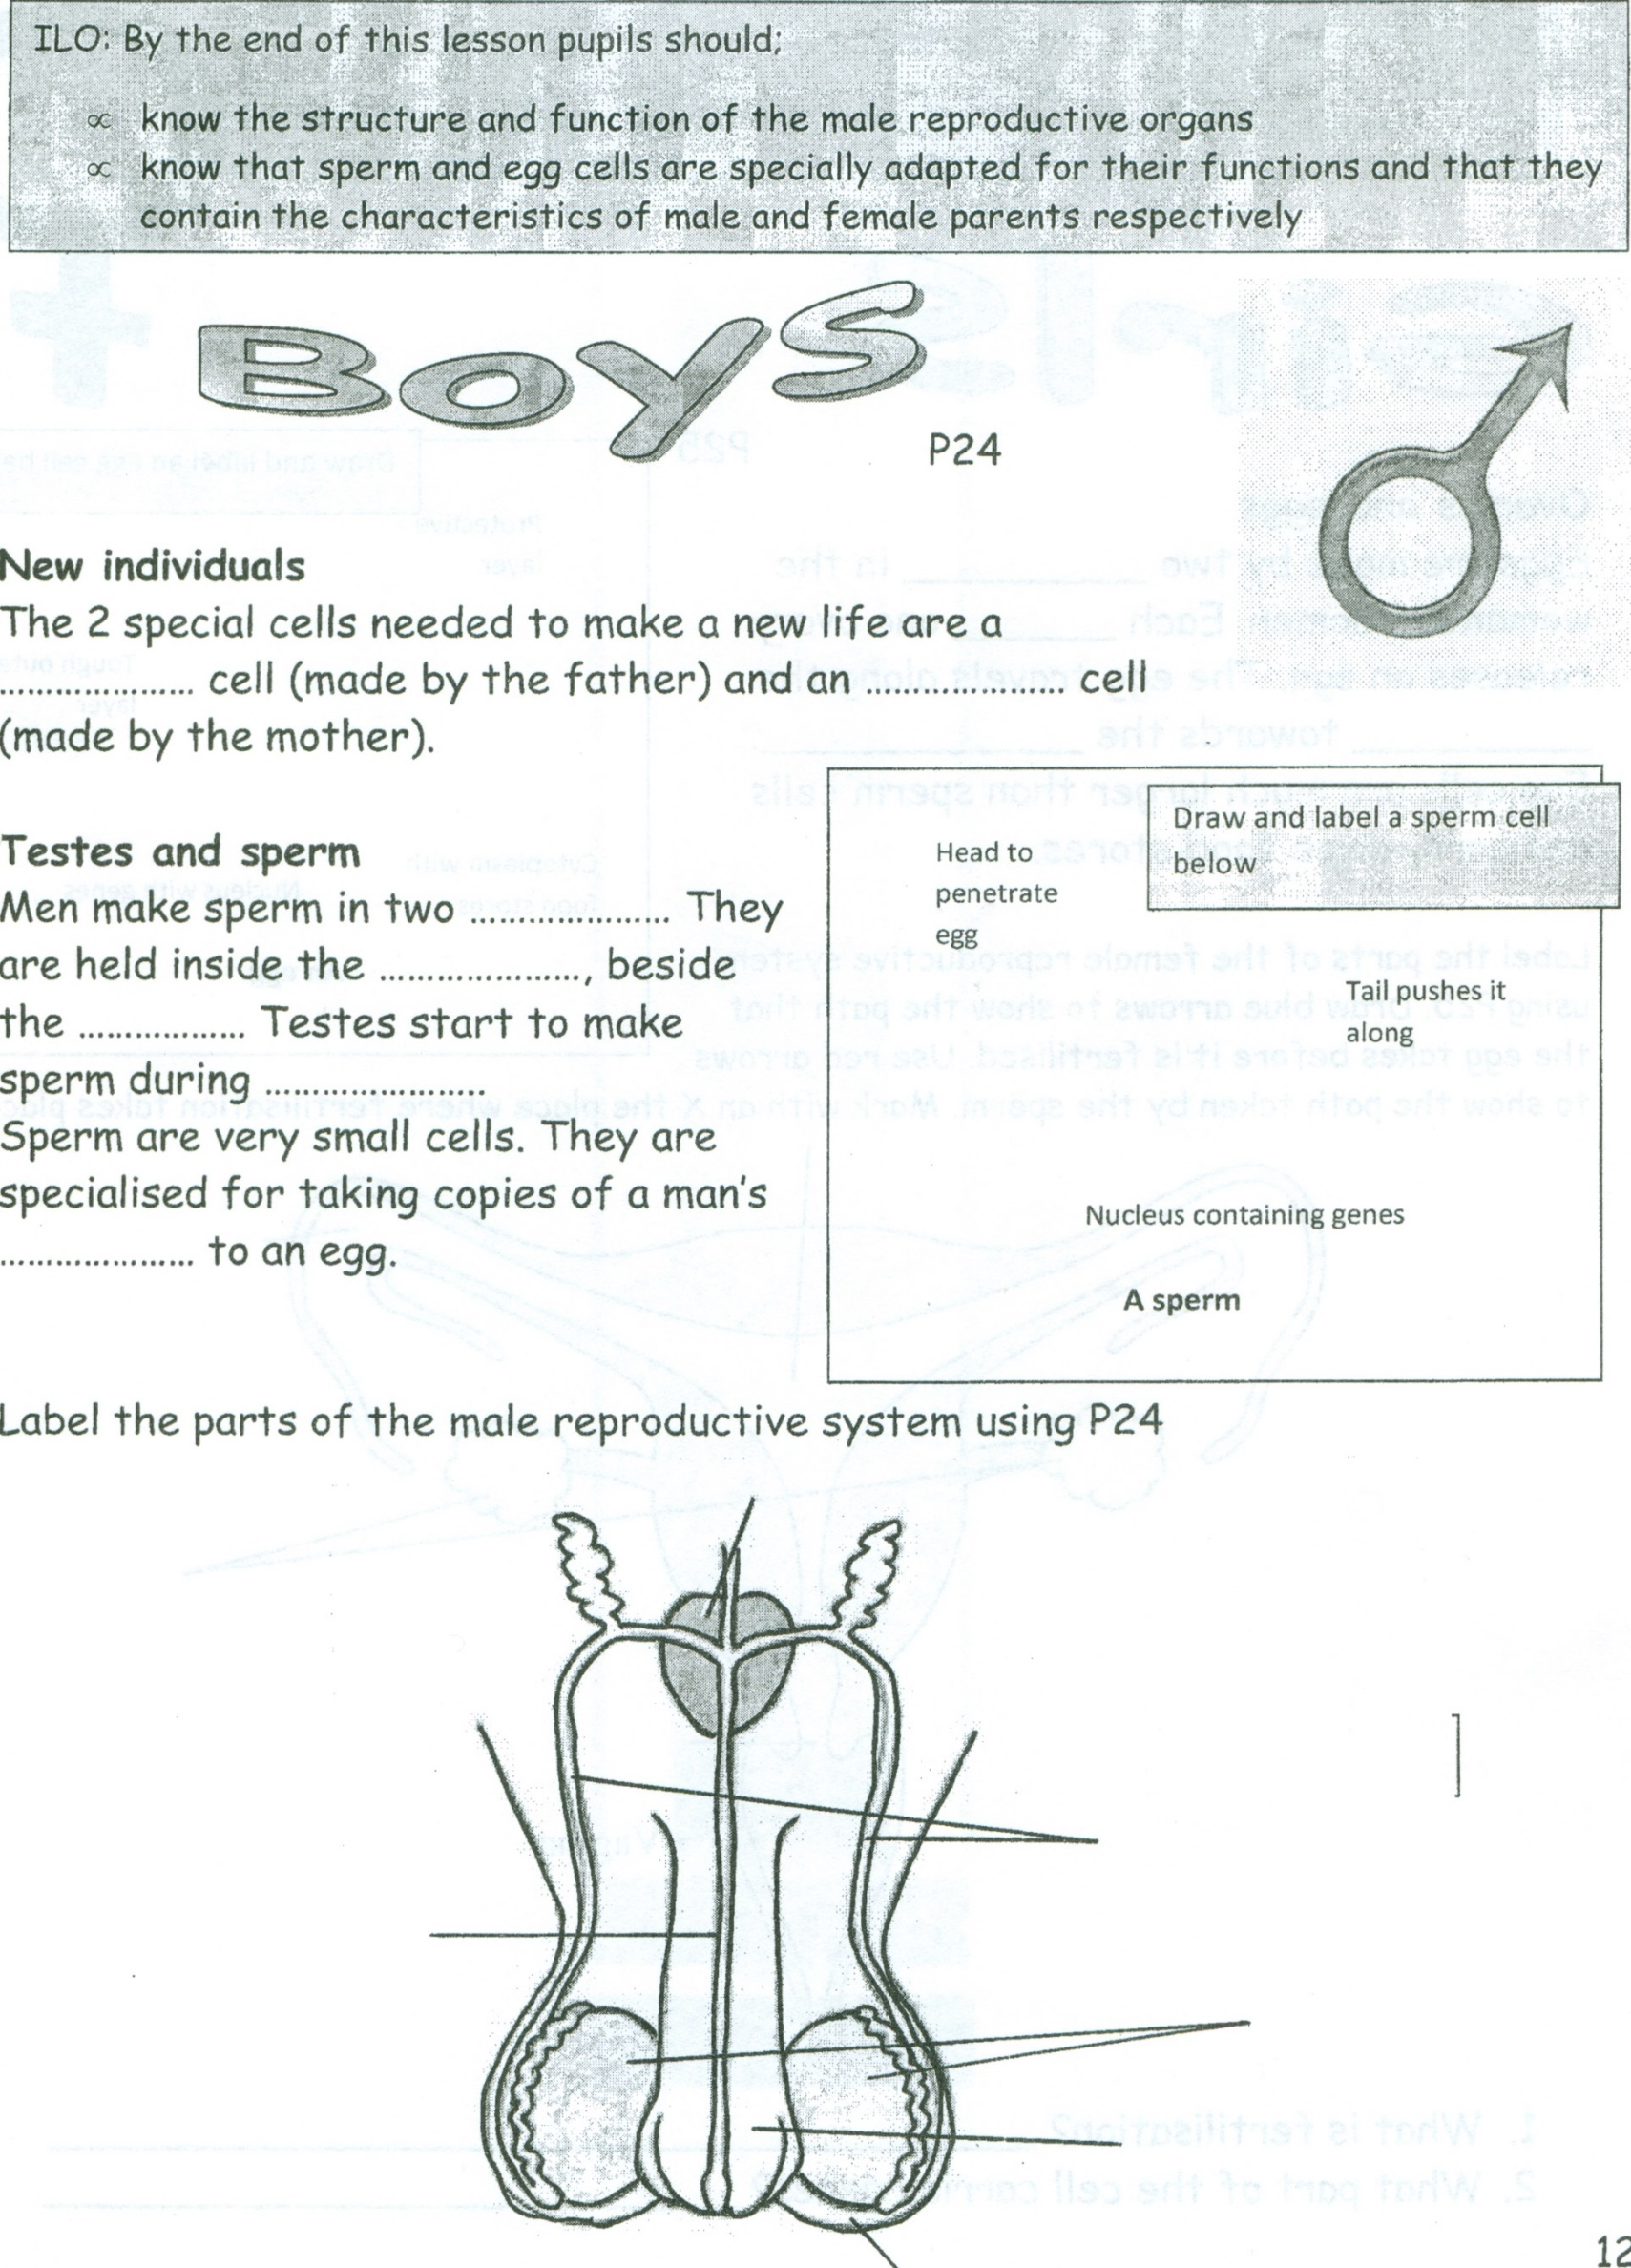 ILO: By the end of this lesson pupils should;
∝ know the structure and function of the male reproductive organs
∝ know that sperm and egg cells are specially adapted for their functions and that they
contain the characteristics of male and female parents respectively
Boys
P24
New individuals
The 2 special cells needed to make a new life are a
..................... cell (made by the father) and an ..................... cell
(made by the mother).
Testes and sperm
Men make sperm in two ..................... They
are held inside the ....................., beside
the .................. Testes start to make
sperm during ........................
Sperm are very small cells. They are
specialised for taking copies of a man's
..................... to an egg.
Draw and label a sperm cell
below
Head to
penetrate
egg
Tail pushes it
along
Nucleus containing genes
A sperm
Label the parts of the male reproductive system using P24
12